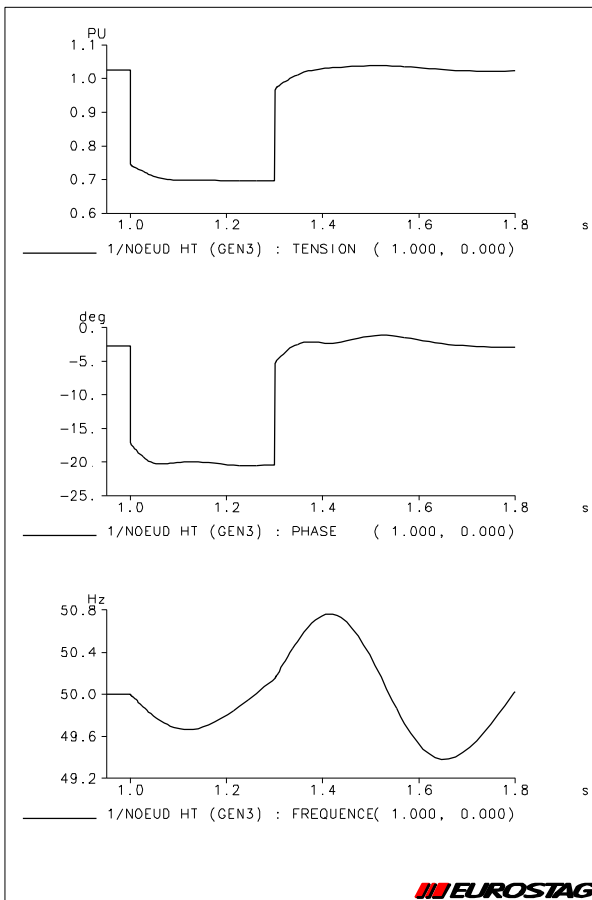 PU
1.1
1.0
0.9
0.8
0.7
0.6
1.0 1.2 1.4 1.6 1.8 s
1/NOEUD HT (GEN3) : TENSION ( 1.000, 0.000)
deg
0.
-5.
-10.
-15.
-20.
-25.
1.0 1.2 1.4 1.6 1.8 s
1/NOEUD HT (GEN3) : PHASE ( 1.000, 0.000)
Hz
50.8
50.4
50.0
49.6
49.2
1.0 1.2 1.4 1.6 1.8 s
1/NOEUD HT (GEN3) : FREQUENCE( 1.000, 0.000)
EUROSTAG